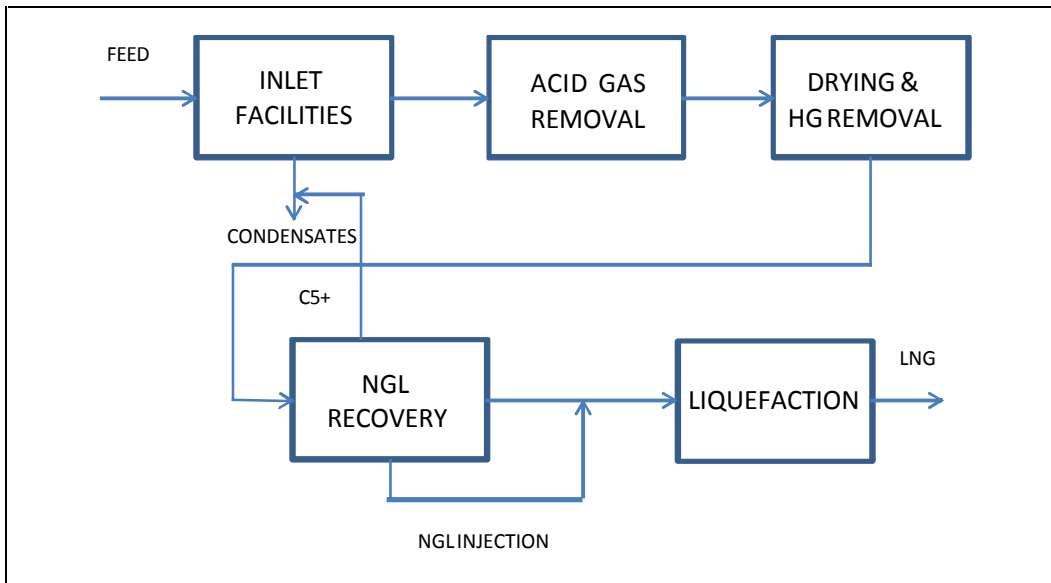 FEED
INLET
FACILITIES
ACID GAS
REMOVAL
DRYING &
HG REMOVAL
CONDENSATES
C5+
NGL
RECOVERY
LIQUEFACTION
LNG
NGL INJECTION